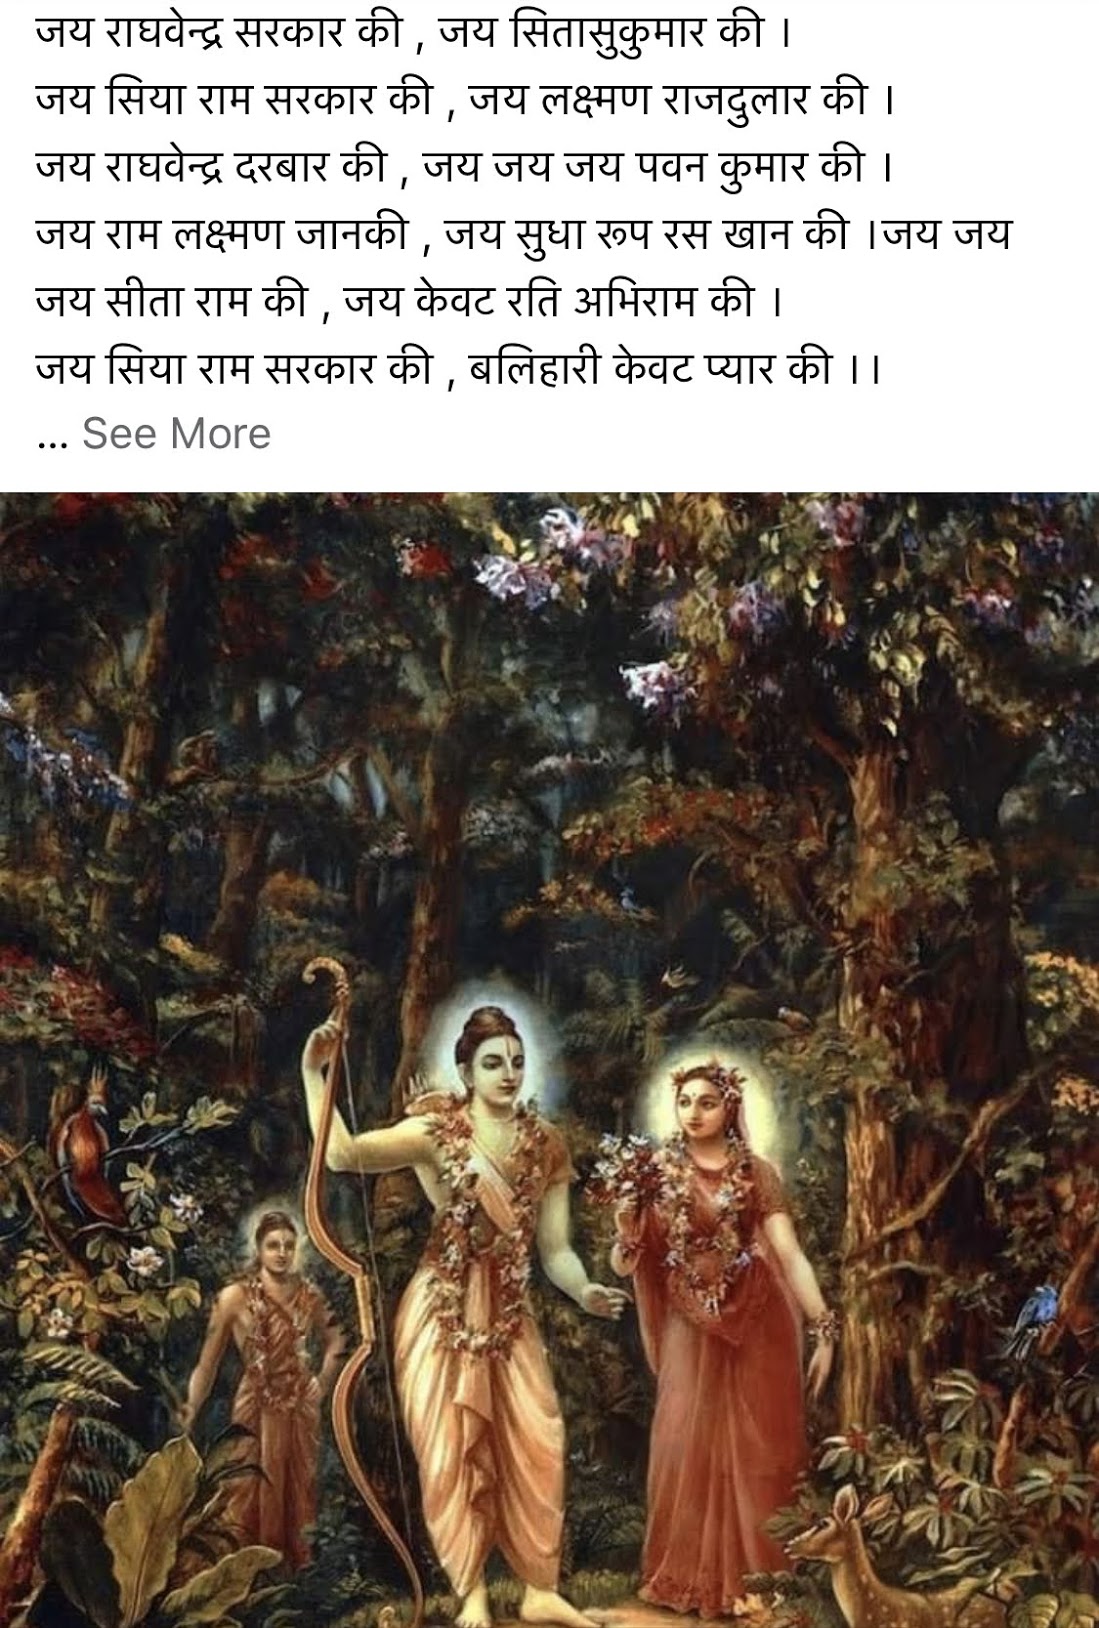 जय राघवेन्द्र सरकार की , जय सितासुकुमार की ।
जय सिया राम सरकार की , जय लक्ष्मण राजदुलार की ।
जय राघवेन्द्र दरबार की , जय जय जय पवन कुमार की ।
जय राम लक्ष्मण जानकी , जय सुधा रूप रस खान की ।जय जय
जय सीता राम की , जय केवट रति अभिराम की ।
जय सिया राम सरकार की , बलिहारी केवट प्यार की ।।
... See More